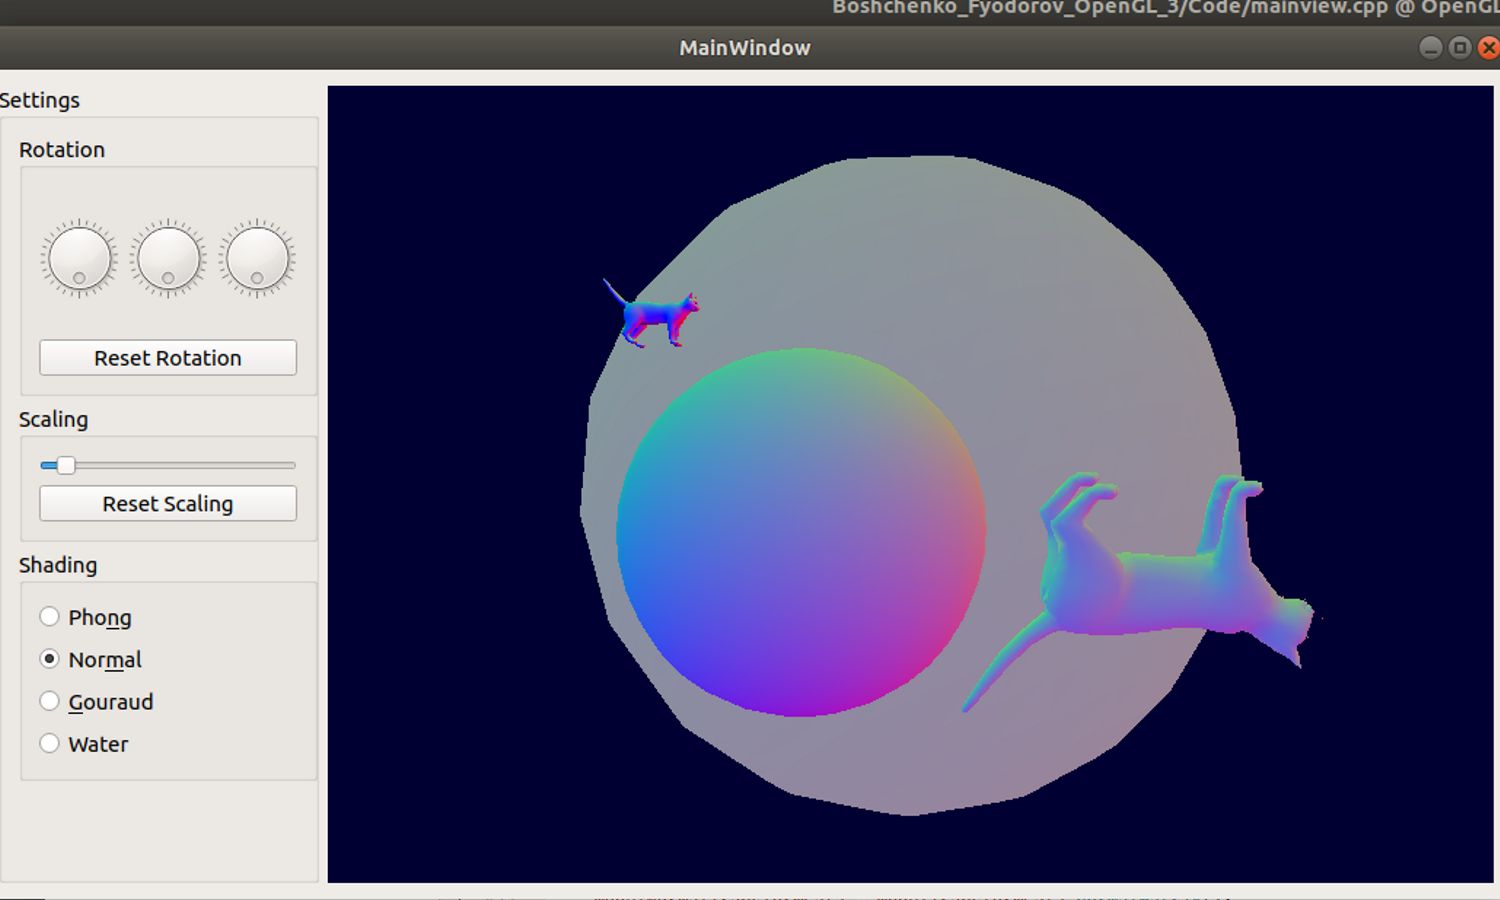 Boshchenko_Fyodorov_OpenGL_3/Code/mainview.cpp @ OpenGL
MainWindow
Settings
Rotation
Reset Rotation
Scaling
Reset Scaling
Shading
Phong
Normal
Gouraud
Water